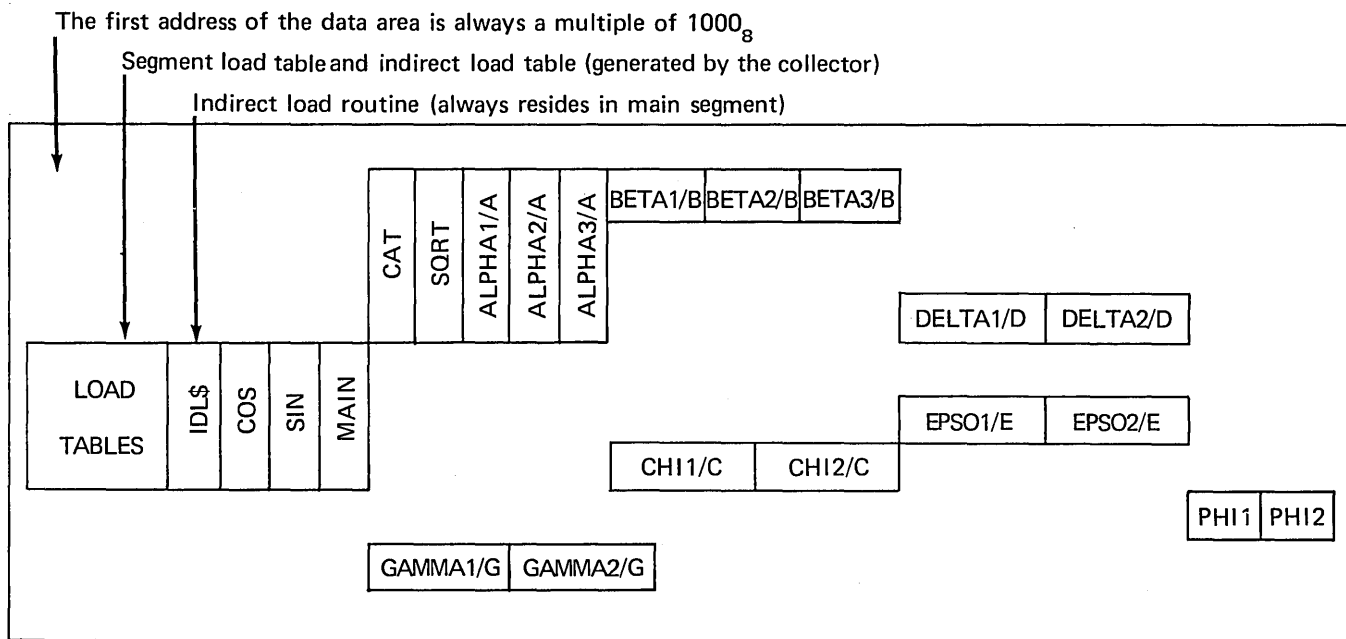 The first address of the data area is always a multiple of 1000₈
Segment load table and indirect load table (generated by the collector)
Indirect load routine (always resides in main segment)
CAT
SQRT
ALPHA1/A
ALPHA2/A
ALPHA3/A
BETA1/B
BETA2/B
BETA3/B
DELTA1/D
DELTA2/D
LOAD
TABLES
IDL$
COS
SIN
MAIN
EPSO1/E
EPSO2/E
CHI1/C
CHI2/C
PHI1
PHI2
GAMMA1/G
GAMMA2/G